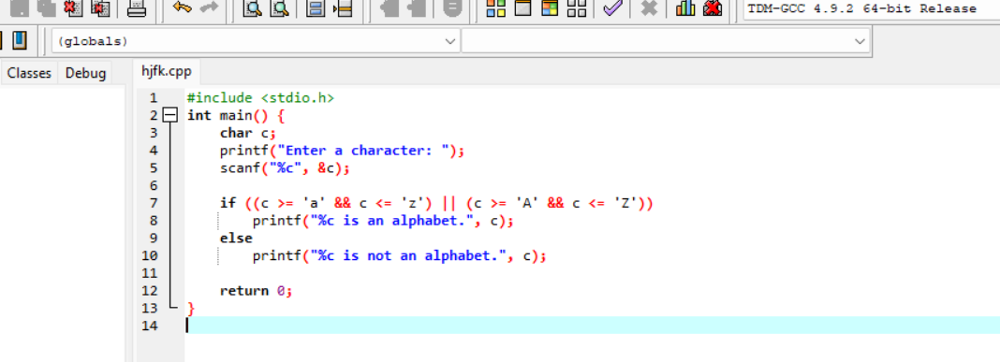 TDM-GCC 4.9.2 64-bit Release
(globals)
Classes Debug hjfk.cpp
1 #include <stdio.h>
2 int main() {
3 char c;
4 printf("Enter a character: ");
5 scanf("%c", &c);
6
7 if ((c >= 'a' && c <= 'z') || (c >= 'A' && c <= 'Z'))
8 printf("%c is an alphabet.", c);
9 else
10 printf("%c is not an alphabet.", c);
11
12 return 0;
13 }
14